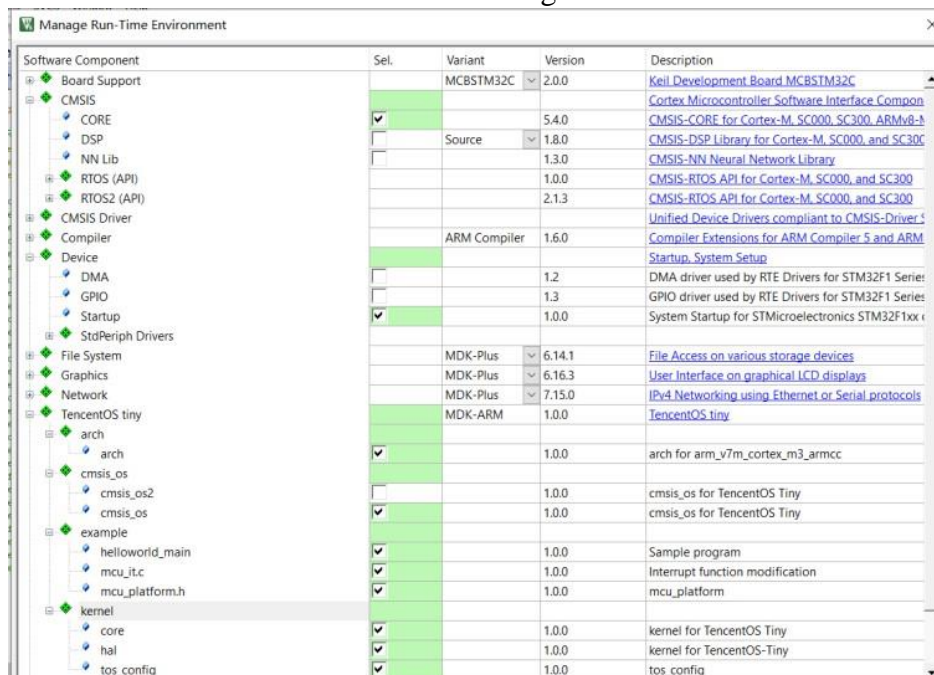 Manage Run-Time Environment
Software Component Sel. Variant Version Description
Board Support MCBSTM32C 2.0.0 Keil Development Board MCBSTM32C
CMSIS Cortex Microcontroller Software Interface Compon
CORE 5.4.0 CMSIS-CORE for Cortex-M, SC000, SC300, ARMv8-M
DSP Source 1.8.0 CMSIS-DSP Library for Cortex-M, SC000, and SC300
NN Lib 1.3.0 CMSIS-NN Neural Network Library
RTOS (API) 1.0.0 CMSIS-RTOS API for Cortex-M, SC000, and SC300
RTOS2 (API) 2.1.3 CMSIS-RTOS API for Cortex-M, SC000, and SC300
CMSIS Driver Unified Device Drivers compliant to CMSIS-Driver S
Compiler ARM Compiler 1.6.0 Compiler Extensions for ARM Compiler 5 and ARM
Device Startup, System Setup
DMA 1.2 DMA driver used by RTE Drivers for STM32F1 Series
GPIO 1.3 GPIO driver used by RTE Drivers for STM32F1 Series
Startup 1.0.0 System Startup for STMicroelectronics STM32F1xx
StdPeriph Drivers
File System MDK-Plus 6.14.1 File Access on various storage devices
Graphics MDK-Plus 6.16.3 User Interface on graphical LCD displays
Network MDK-Plus 7.15.0 IPv4 Networking using Ethernet or Serial protocols
TencentOS tiny MDK-ARM 1.0.0 TencentOS tiny
arch
arch 1.0.0 arch for arm_v7m_cortex_m3_armcc
cmsis_os
cmsis_os2 1.0.0 cmsis_os for TencentOS Tiny
cmsis_os 1.0.0 cmsis_os for TencentOS Tiny
example
helloworld_main 1.0.0 Sample program
mcu_it.c 1.0.0 Interrupt function modification
mcu_platform.h 1.0.0 mcu_platform
kernel
core 1.0.0 kernel for TencentOS Tiny
hal 1.0.0 kernel for TencentOS-Tiny
tos_config 1.0.0 tos_config